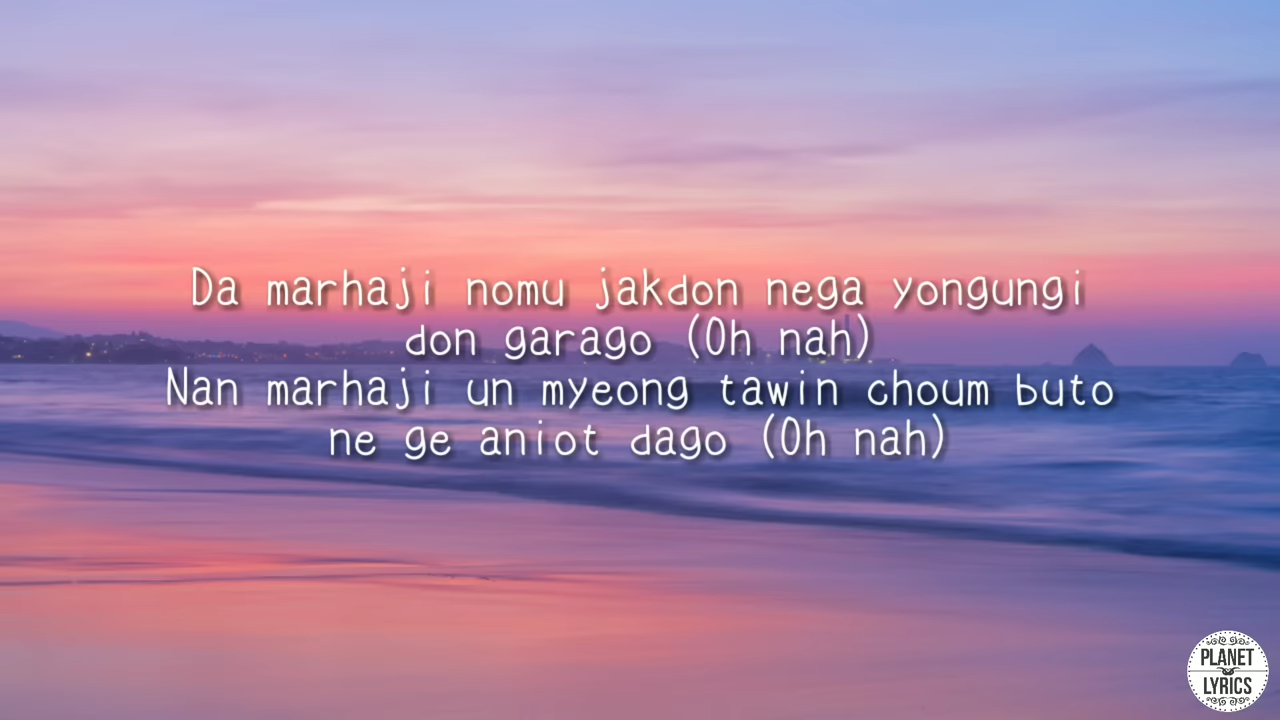 Da marhaji nomu jakdon nega yongungi
don garago (Oh nah)
Nan marhaji un myeong tawin choum buto
ne ge aniot dago (Oh nah)
PLANET
LYRICS